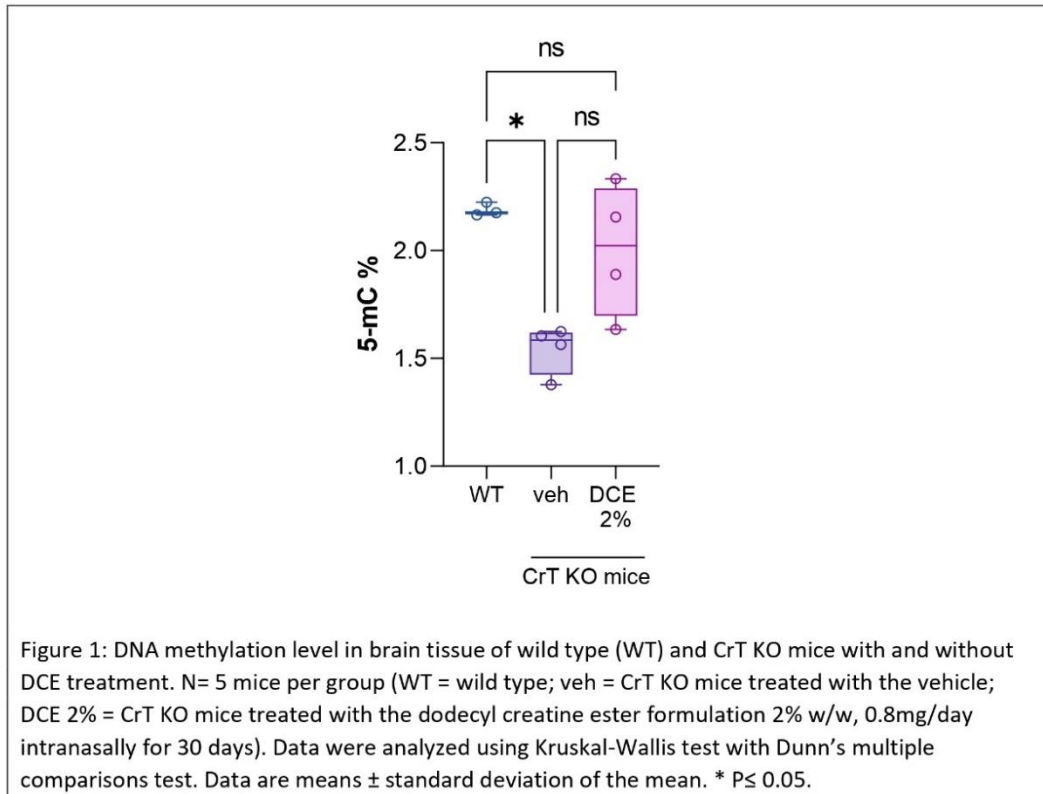 ns
* ns
2.5
2.0
1.5
1.0
5-mC %
WT veh DCE
2%
CrT KO mice
Figure 1: DNA methylation level in brain tissue of wild type (WT) and CrT KO mice with and without
DCE treatment. N= 5 mice per group (WT = wild type; veh = CrT KO mice treated with the vehicle;
DCE 2% = CrT KO mice treated with the dodecyl creatine ester formulation 2% w/w, 0.8mg/day
intranasally for 30 days). Data were analyzed using Kruskal-Wallis test with Dunn’s multiple
comparisons test. Data are means ± standard deviation of the mean. * P≤ 0.05.